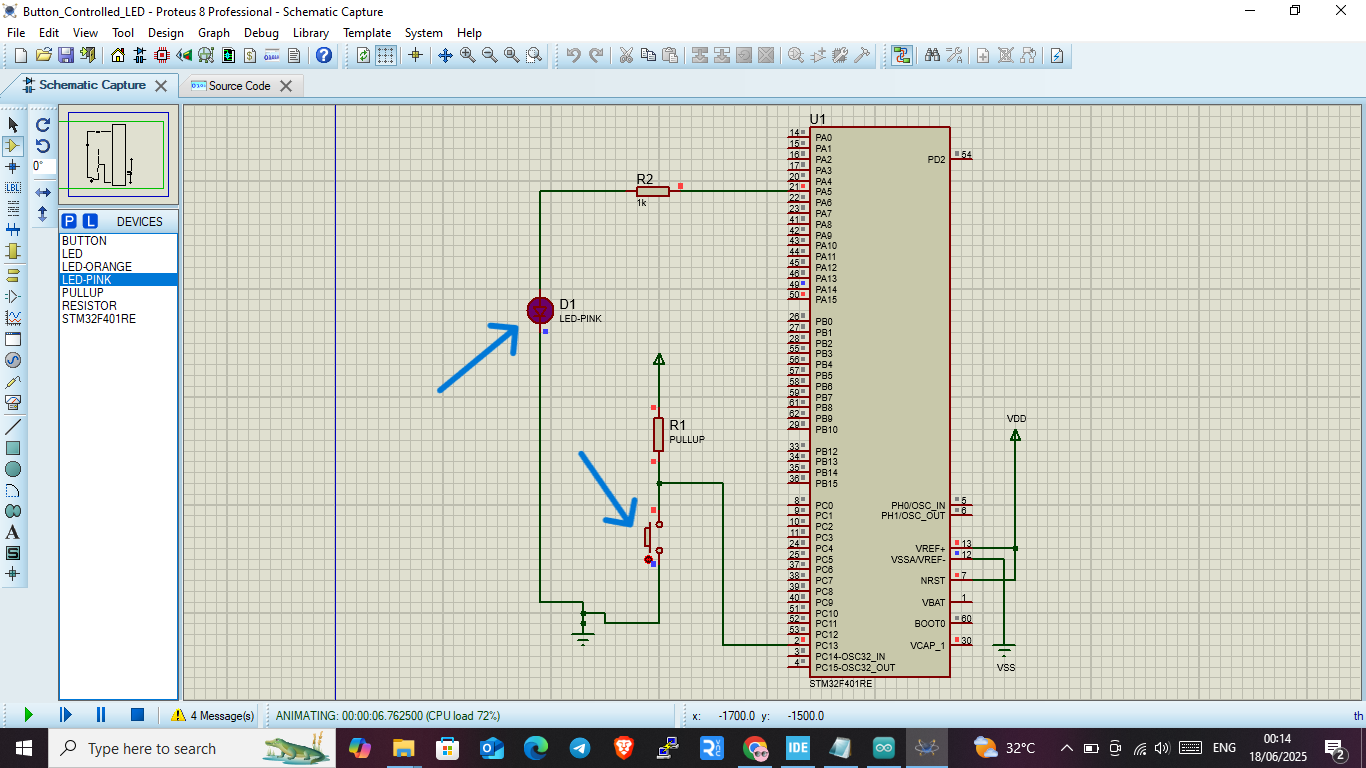 Button_Controlled_LED - Proteus 8 Professional - Schematic Capture
File Edit View Tool Design Graph Debug Library Template System Help
Schematic Capture
Source Code
0°
LBL
P L DEVICES
BUTTON
LED
LED-ORANGE
LED-PINK
PULLUP
RESISTOR
STM32F401RE
A
S
R2
1k
D1
LED-PINK
R1
PULLUP
U1
14 PA0
15 PA1
16 PA2
17 PA3
20 PA4
21 PA5
22 PA6
23 PA7
41 PA8
42 PA9
43 PA10
44 PA11
45 PA12
46 PA13
49 PA14
50 PA15
26 PB0
27 PB1
28 PB2
55 PB3
56 PB4
57 PB5
58 PB6
59 PB7
61 PB8
62 PB9
29 PB10
33 PB12
34 PB13
35 PB14
36 PB15
8 PC0
9 PC1
10 PC2
11 PC3
24 PC4
25 PC5
37 PC6
38 PC7
39 PC8
40 PC9
51 PC10
52 PC11
53 PC12
2 PC13
3 PC14-OSC32_IN
4 PC15-OSC32_OUT
PD2 54
PH0/OSC_IN 5
PH1/OSC_OUT 6
VREF+ 13
VSSA/VREF- 12
NRST 7
VBAT 1
BOOT0 60
VCAP_1 30
STM32F401RE
VDD
VSS
4 Message(s)
ANIMATING: 00:00:06.762500 (CPU load 72%)
x: -1700.0 y: -1500.0
th
Type here to search
IDE
32°C
ENG
00:14
18/06/2025
2